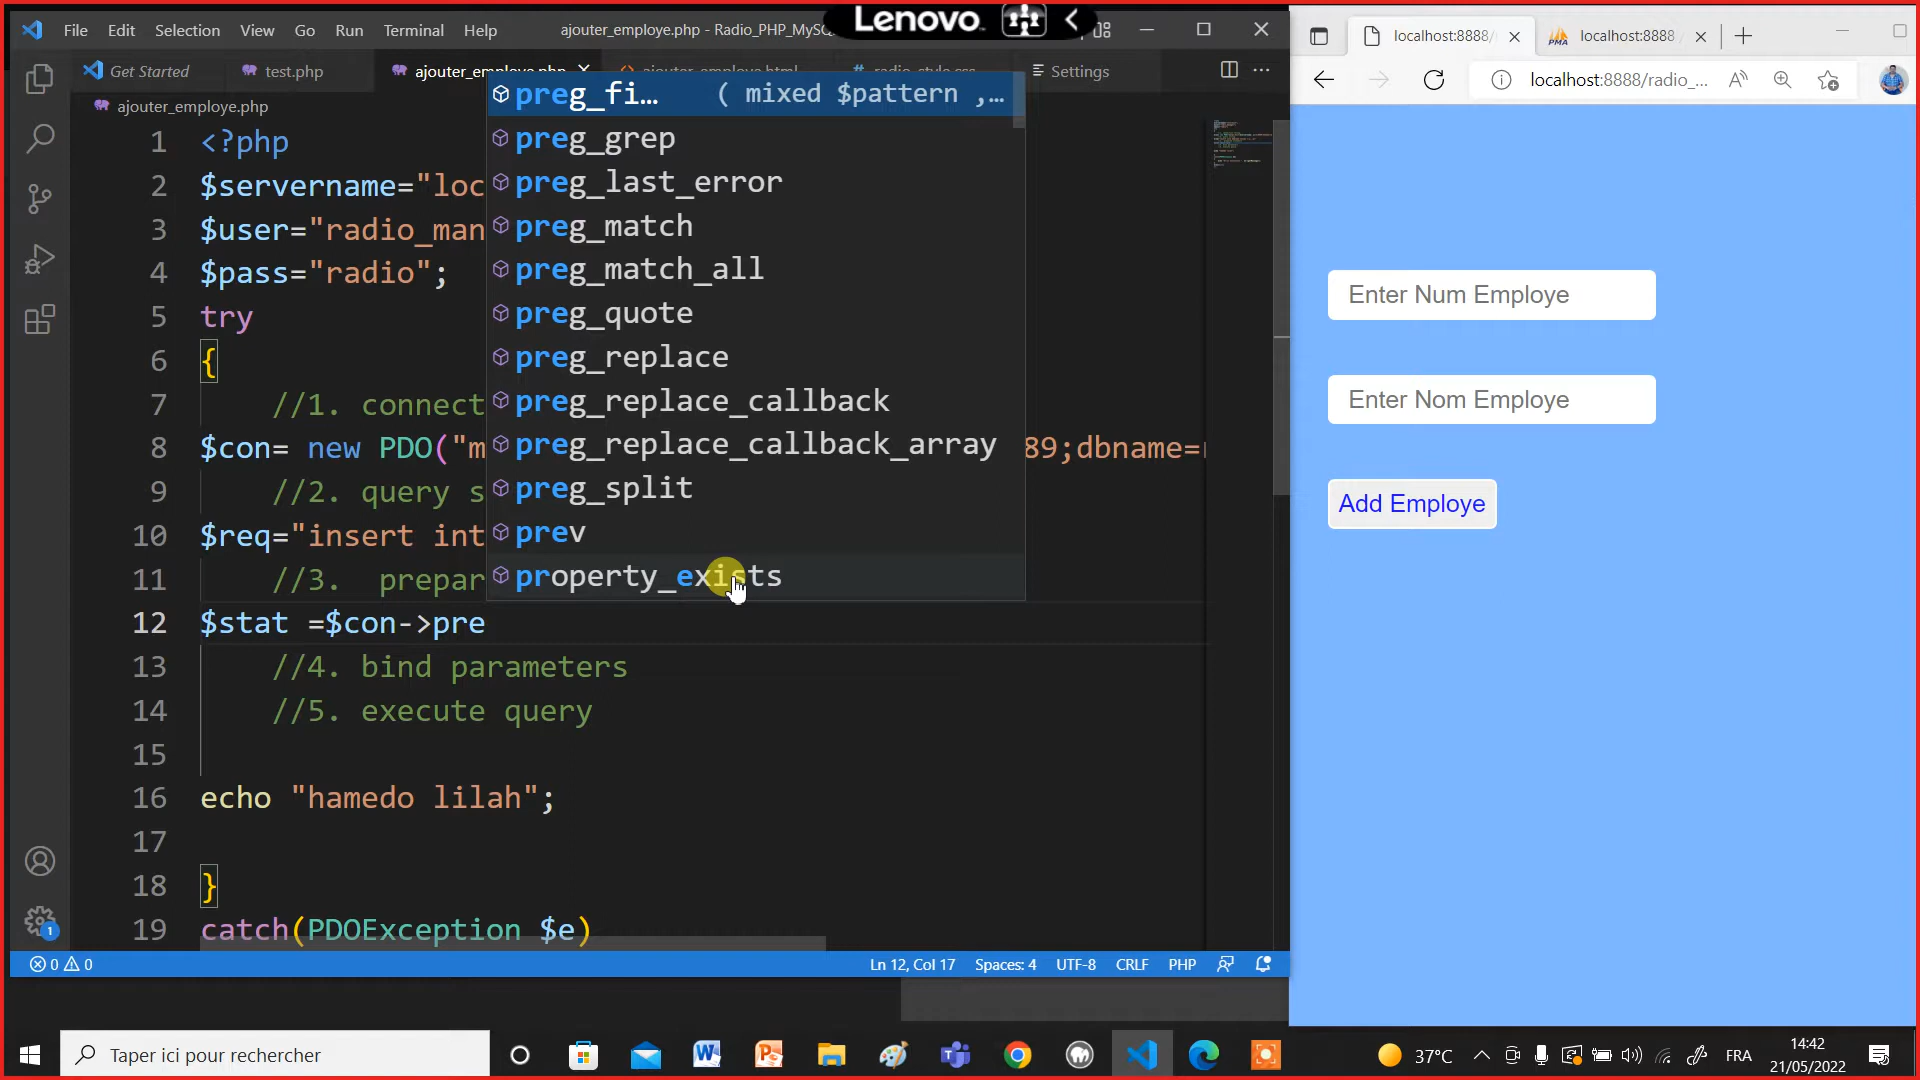 File Edit Selection View Go Run Terminal Help
ajouter_employe.php - Radio_PHP_MySQ
Lenovo
Get Started
test.php
ajouter_employe.php
ajouter_employe.html
radio_style.css
Settings
ajouter_employe.php
1 <?php
2 $servername="loc
3 $user="radio_man
4 $pass="radio";
5 try
6 {
7 //1. connect
8 $con= new PDO("m 89;dbname=
9 //2. query s
10 $req="insert int
11 //3. prepar
12 $stat =$con->pre
13 //4. bind parameters
14 //5. execute query
15
16 echo "hamedo lilah";
17
18 }
19 catch(PDOException $e)
preg_fi… ( mixed $pattern ,…
preg_grep
preg_last_error
preg_match
preg_match_all
preg_quote
preg_replace
preg_replace_callback
preg_replace_callback_array
preg_split
prev
property_exists
0 0
Ln 12, Col 17 Spaces: 4 UTF-8 CRLF PHP
1
localhost:8888/
PMA localhost:8888
localhost:8888/radio_...
Enter Num Employe
Enter Nom Employe
Add Employe
Taper ici pour rechercher
37°C
FRA
14:42
21/05/2022